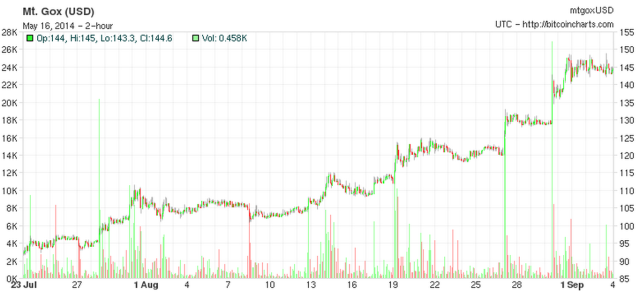 Mt. Gox (USD)
mtgoxUSD
May 16, 2014 - 2-hour
UTC - http://bitcoincharts.com
Op:144, Hi:145, Lo:143.3, Cl:144.6 Vol: 0.458K
28K 155
26K 150
24K 145
22K 140
20K 135
18K 130
16K 125
14K 120
12K 115
10K 110
8K 105
6K 100
4K 95
2K 90
0K 85
23 Jul 27 1 Aug 4 7 10 13 16 19 22 25 28 1 Sep 4